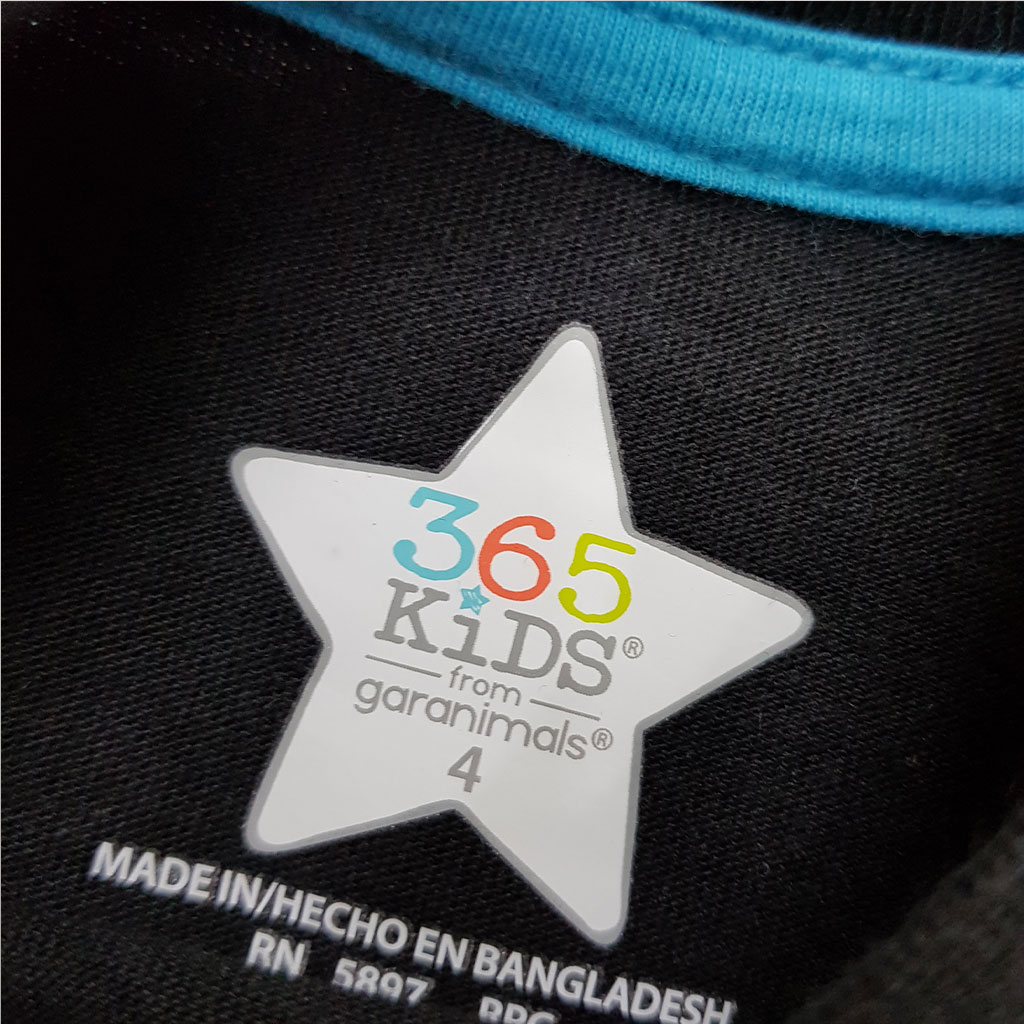 365
KiDS®
from
garanimals®
4
MADE IN/HECHO EN BANGLADESH
RN 5897